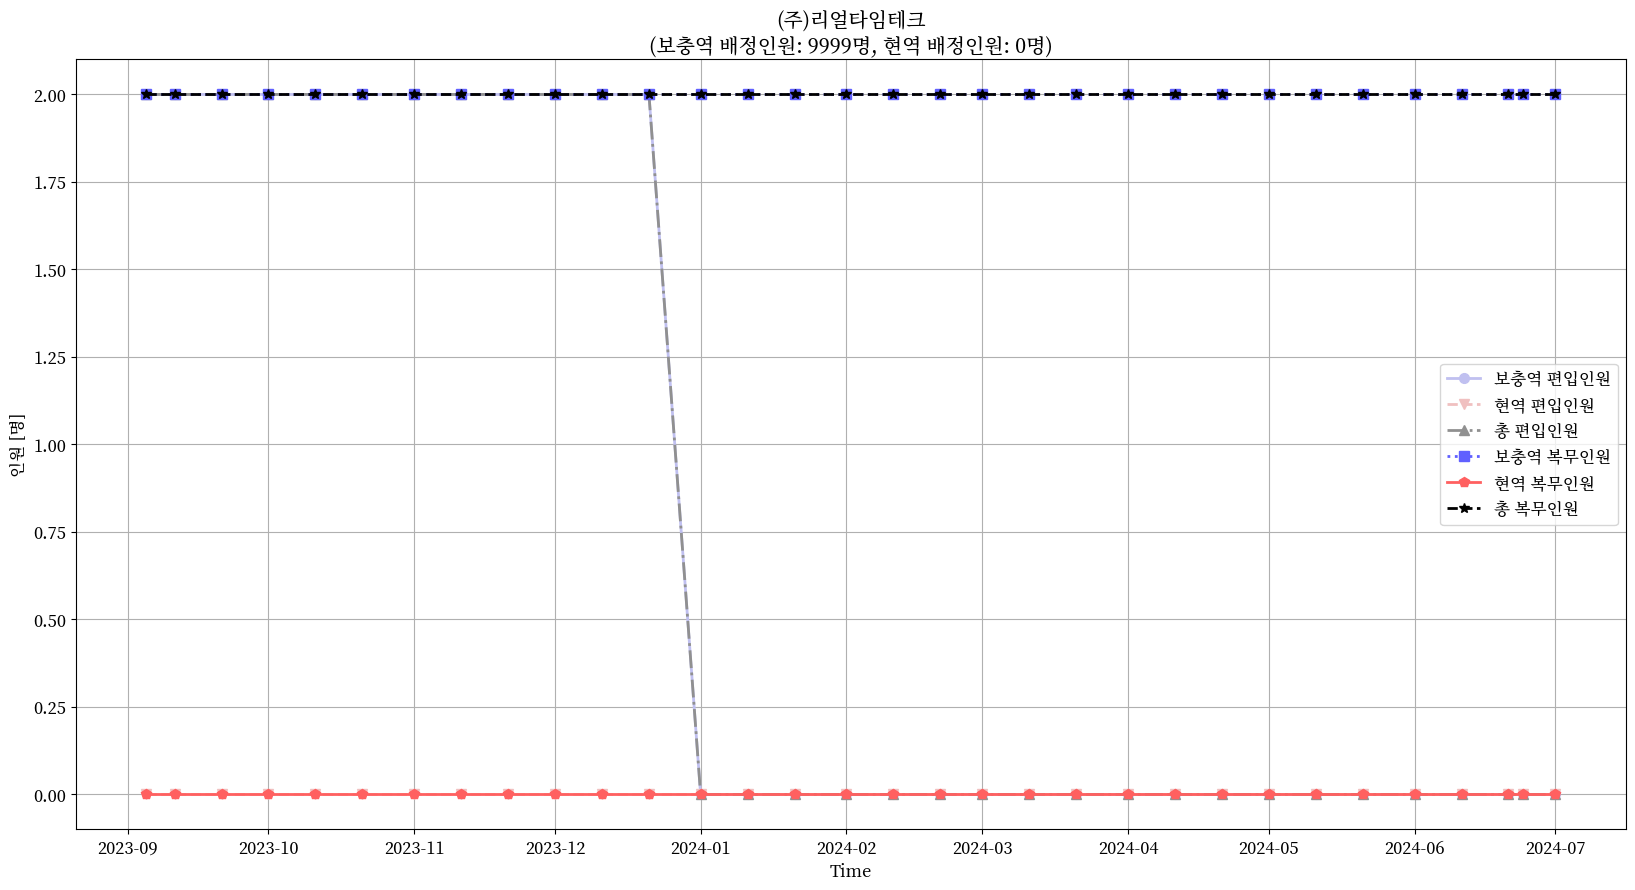 (주)리얼타임테크
(보충역 배정인원: 9999명, 현역 배정인원: 0명)
2.00
1.75
1.50
1.25
1.00
0.75
0.50
0.25
0.00
인원 [명]
보충역 편입인원
현역 편입인원
총 편입인원
보충역 복무인원
현역 복무인원
총 복무인원
2023-09 2023-10 2023-11 2023-12 2024-01 2024-02 2024-03 2024-04 2024-05 2024-06 2024-07
Time